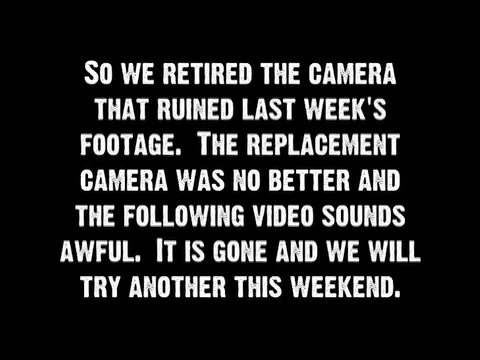 So we retired the camera
that ruined last week's
footage.  The replacement
camera was no better and
the following video sounds
awful.  It is gone and we will
try another this weekend.